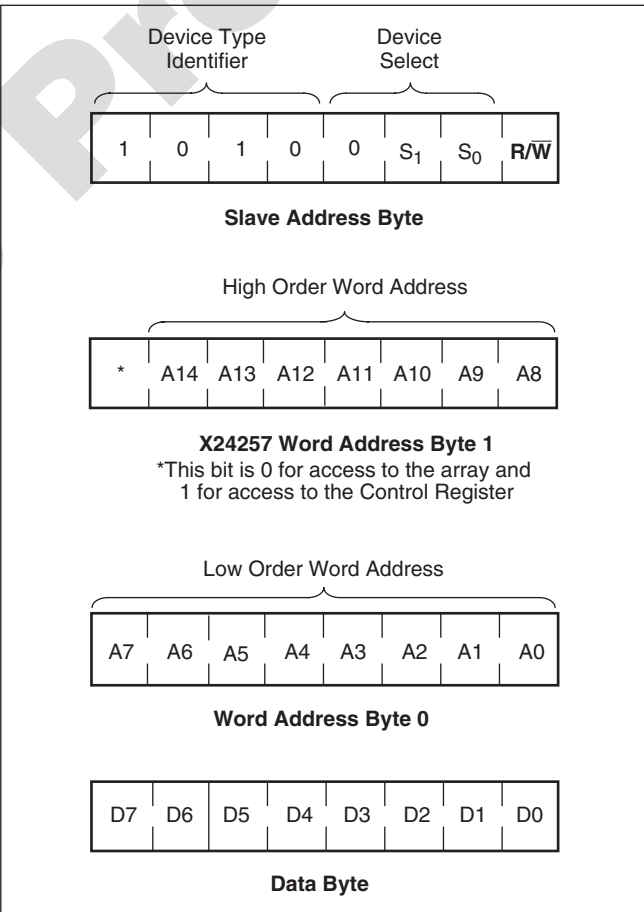 Device Type Identifier
Device Select
1 0 1 0 0 S₁ S₀ R/W̅
Slave Address Byte
High Order Word Address
* A14 A13 A12 A11 A10 A9 A8
X24257 Word Address Byte 1
*This bit is 0 for access to the array and
1 for access to the Control Register
Low Order Word Address
A7 A6 A5 A4 A3 A2 A1 A0
Word Address Byte 0
D7 D6 D5 D4 D3 D2 D1 D0
Data Byte